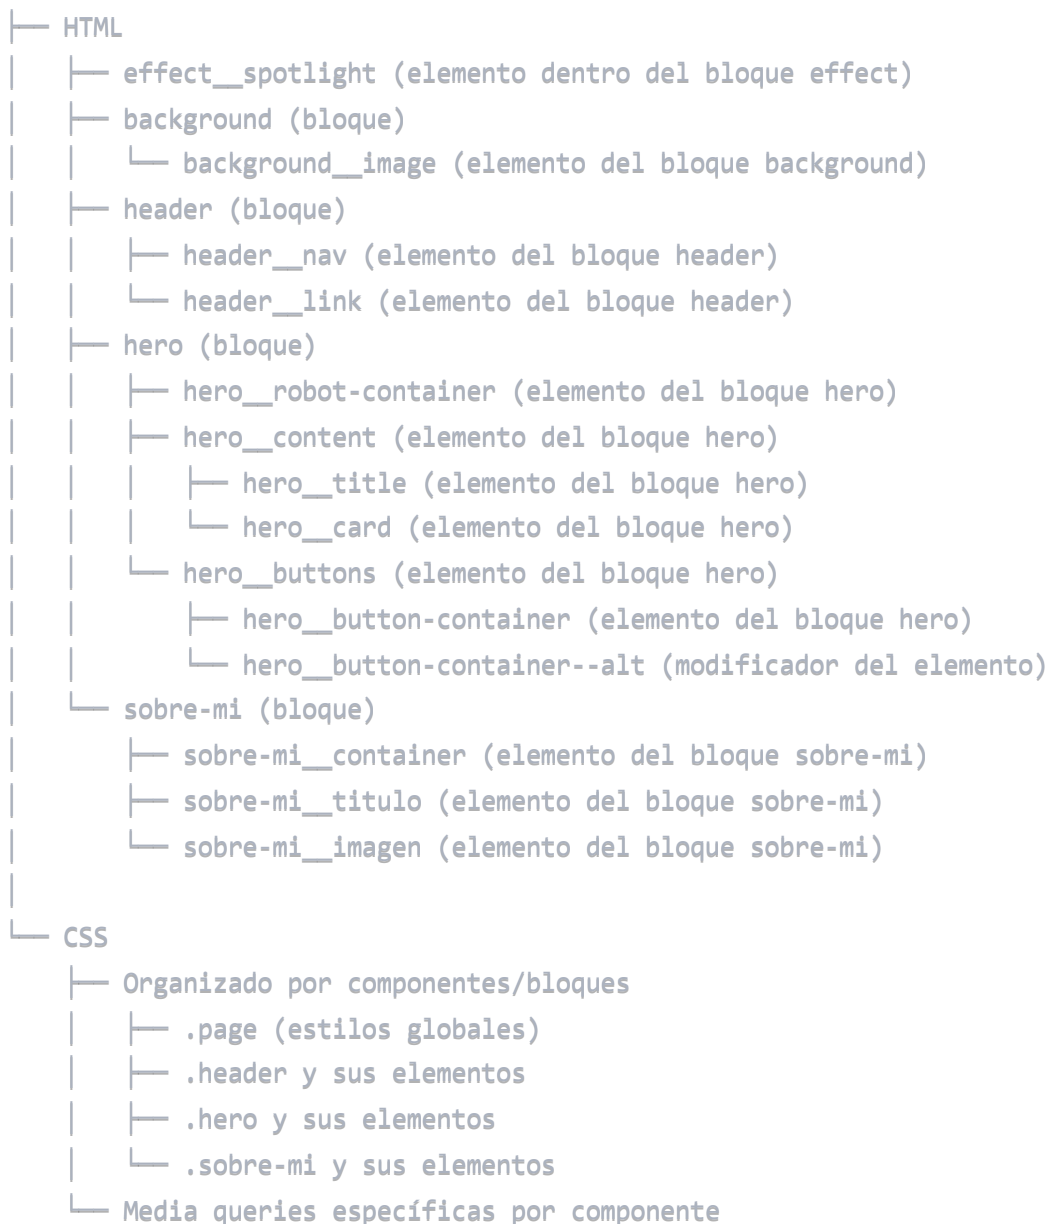 ├── HTML
│   ├── effect__spotlight (elemento dentro del bloque effect)
│   ├── background (bloque)
│   │   └── background__image (elemento del bloque background)
│   ├── header (bloque)
│   │   ├── header__nav (elemento del bloque header)
│   │   └── header__link (elemento del bloque header)
│   ├── hero (bloque)
│   │   ├── hero__robot-container (elemento del bloque hero)
│   │   ├── hero__content (elemento del bloque hero)
│   │   │   ├── hero__title (elemento del bloque hero)
│   │   │   └── hero__card (elemento del bloque hero)
│   │   └── hero__buttons (elemento del bloque hero)
│   │       ├── hero__button-container (elemento del bloque hero)
│   │       └── hero__button-container--alt (modificador del elemento)
│   └── sobre-mi (bloque)
│       ├── sobre-mi__container (elemento del bloque sobre-mi)
│       ├── sobre-mi__titulo (elemento del bloque sobre-mi)
│       └── sobre-mi__imagen (elemento del bloque sobre-mi)
│
└── CSS
    ├── Organizado por componentes/bloques
    │   ├── .page (estilos globales)
    │   ├── .header y sus elementos
    │   ├── .hero y sus elementos
    │   └── .sobre-mi y sus elementos
    └── Media queries específicas por componente